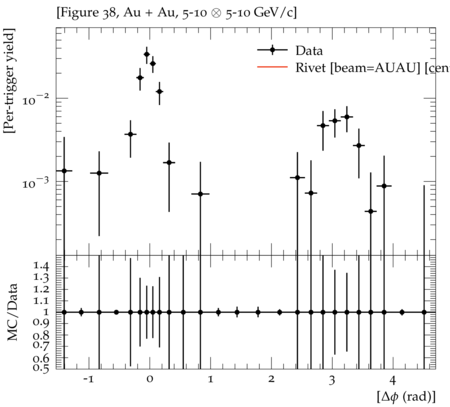 [Figure 38, Au + Au, 5-10 ⊗ 5-10 GeV/c]
[Per-trigger yield]
Data
Rivet [beam=AUAU] [cen
10⁻²
10⁻³
MC/Data
1.4
1.3
1.2
1.1
1
0.9
0.8
0.7
0.6
0.5
-1 0 1 2 3 4
[Δϕ (rad)]